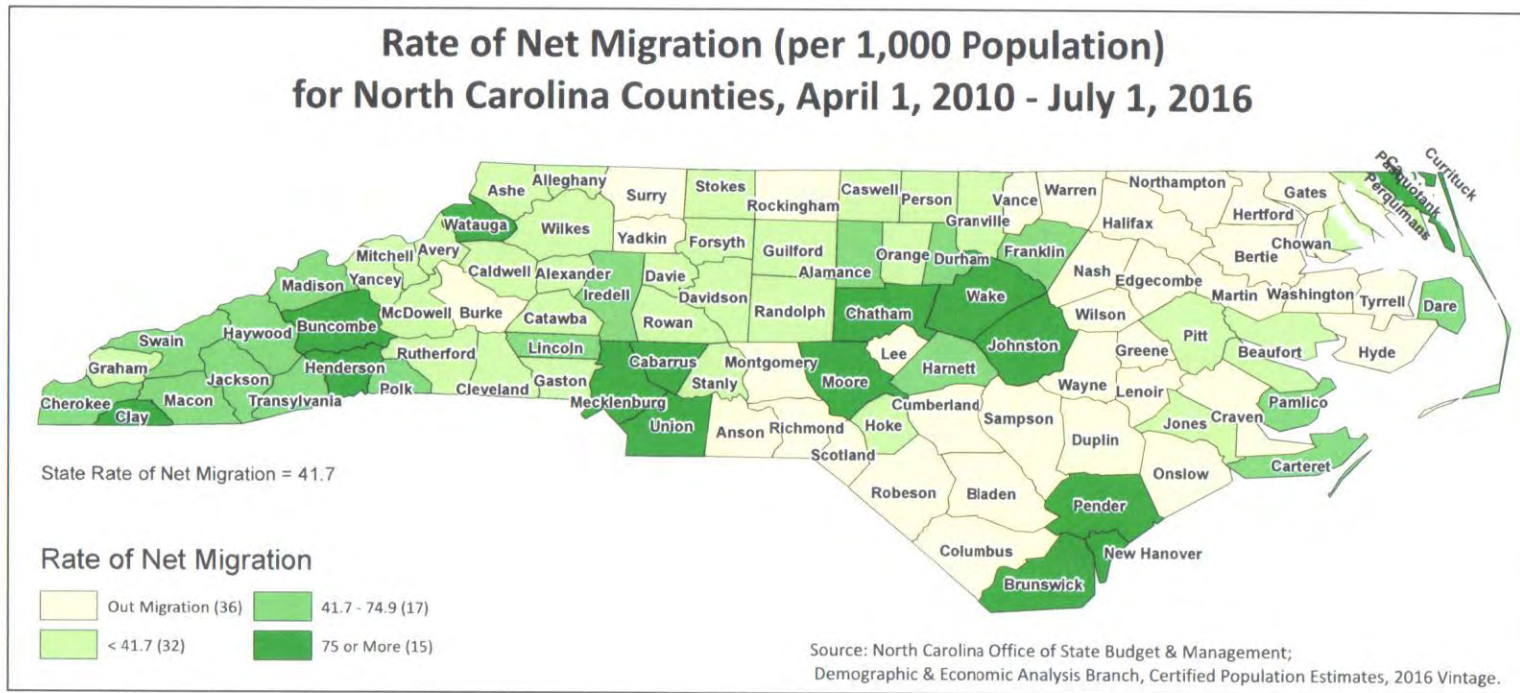 Rate of Net Migration (per 1,000 Population)
for North Carolina Counties, April 1, 2010 - July 1, 2016
Currituck
Camden
Pasquotank
Perquimans
Ashe
Alleghany
Surry
Stokes
Rockingham
Caswell
Person
Granville
Vance
Warren
Northampton
Gates
Hertford
Halifax
Watauga
Wilkes
Yadkin
Forsyth
Guilford
Alamance
Orange
Durham
Franklin
Nash
Edgecombe
Bertie
Chowan
Mitchell
Avery
Yancey
Caldwell
Alexander
Iredell
Davie
Davidson
Randolph
Chatham
Wake
Wilson
Martin
Washington
Tyrrell
Dare
Madison
Buncombe
McDowell
Burke
Catawba
Rowan
Swain
Haywood
Graham
Jackson
Henderson
Rutherford
Lincoln
Cabarrus
Montgomery
Moore
Lee
Harnett
Johnston
Greene
Pitt
Beaufort
Hyde
Cherokee
Clay
Macon
Transylvania
Polk
Cleveland
Gaston
Mecklenburg
Stanly
Union
Anson
Richmond
Scotland
Hoke
Cumberland
Sampson
Wayne
Lenoir
Duplin
Jones
Craven
Pamlico
Carteret
Onslow
Robeson
Bladen
Pender
Columbus
New Hanover
Brunswick
State Rate of Net Migration = 41.7
Rate of Net Migration
Out Migration (36)
41.7 - 74.9 (17)
< 41.7 (32)
75 or More (15)
Source: North Carolina Office of State Budget & Management;
Demographic & Economic Analysis Branch, Certified Population Estimates, 2016 Vintage.